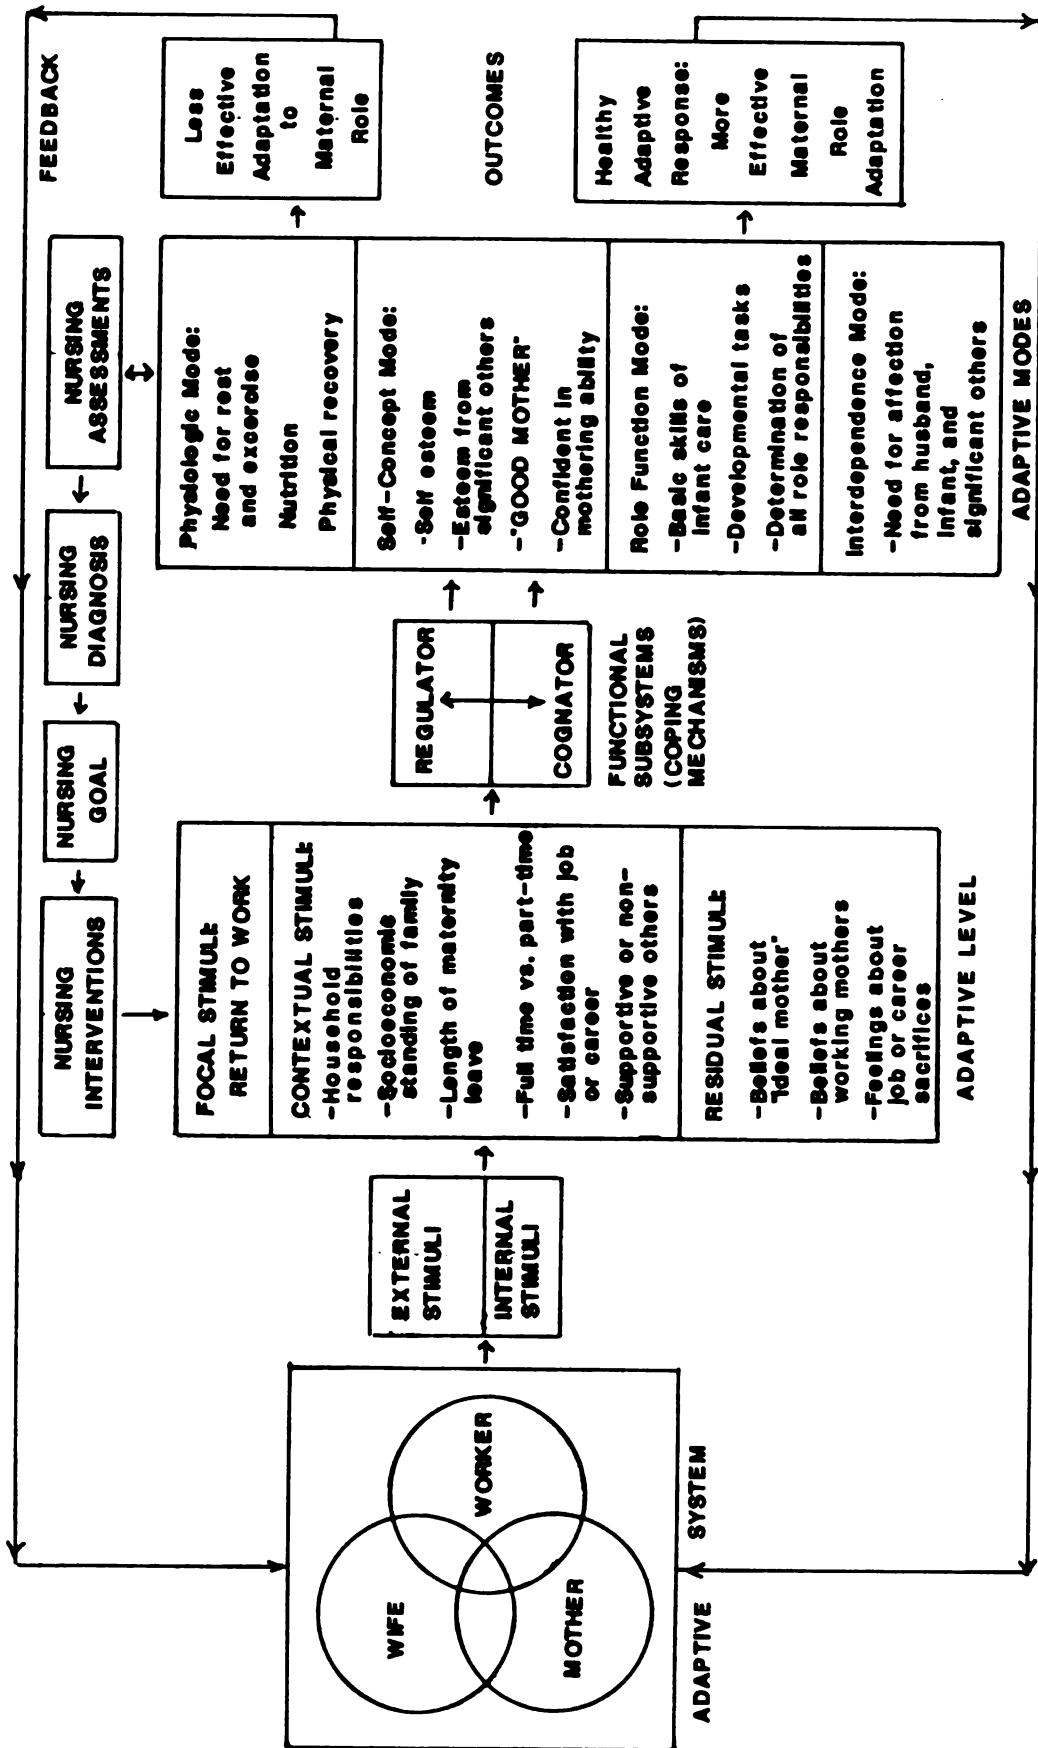 FEEDBACK
NURSING
INTERVENTIONS
NURSING
GOAL
NURSING
DIAGNOSIS
NURSING
ASSESSMENTS
WIFE
WORKER
MOTHER
ADAPTIVE SYSTEM
EXTERNAL
STIMULI
INTERNAL
STIMULI
FOCAL STIMULI:
RETURN TO WORK
CONTEXTUAL STIMULI:
-Household
responsibilities
-Socioeconomic
standing of family
-Length of maternity
leave
-Full time vs. part-time
-Satisfaction with job
or career
-Supportive or non-
supportive others
RESIDUAL STIMULI:
-Beliefs about
"ideal mother"
-Beliefs about
working mothers
-Feelings about
job or career
sacrifices
ADAPTIVE LEVEL
REGULATOR
COGNATOR
FUNCTIONAL
SUBSYSTEMS
(COPING
MECHANISMS)
Physiologic Mode:
Need for rest
and excercise
Nutrition
Physical recovery
Self-Concept Mode:
-Self esteem
-Esteem from
significant others
-"GOOD MOTHER"
-Confident in
mothering ability
Role Function Mode:
-Basic skills of
infant care
-Developmental tasks
-Determination of
all role responsibilities
Interdependence Mode:
-Need for affection
from husband,
infant, and
significant others
ADAPTIVE MODES
Less
Effective
Adaptation
to
Maternal
Role
OUTCOMES
Healthy
Adaptive
Response:
More
Effective
Maternal
Role
Adaptation